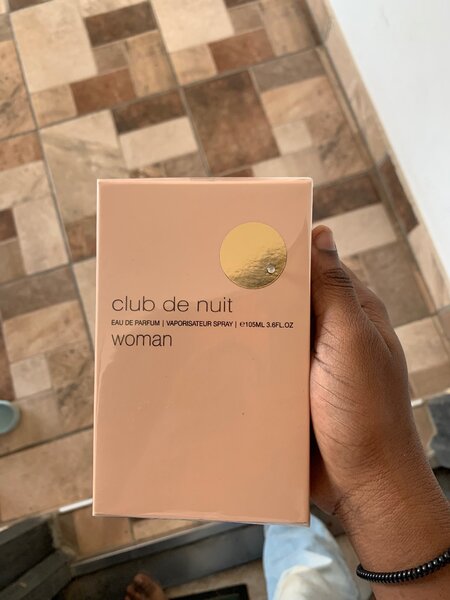 club de nuit
EAU DE PARFUM | VAPORISATEUR SPRAY | ℮105ML 3.6FL.OZ
woman